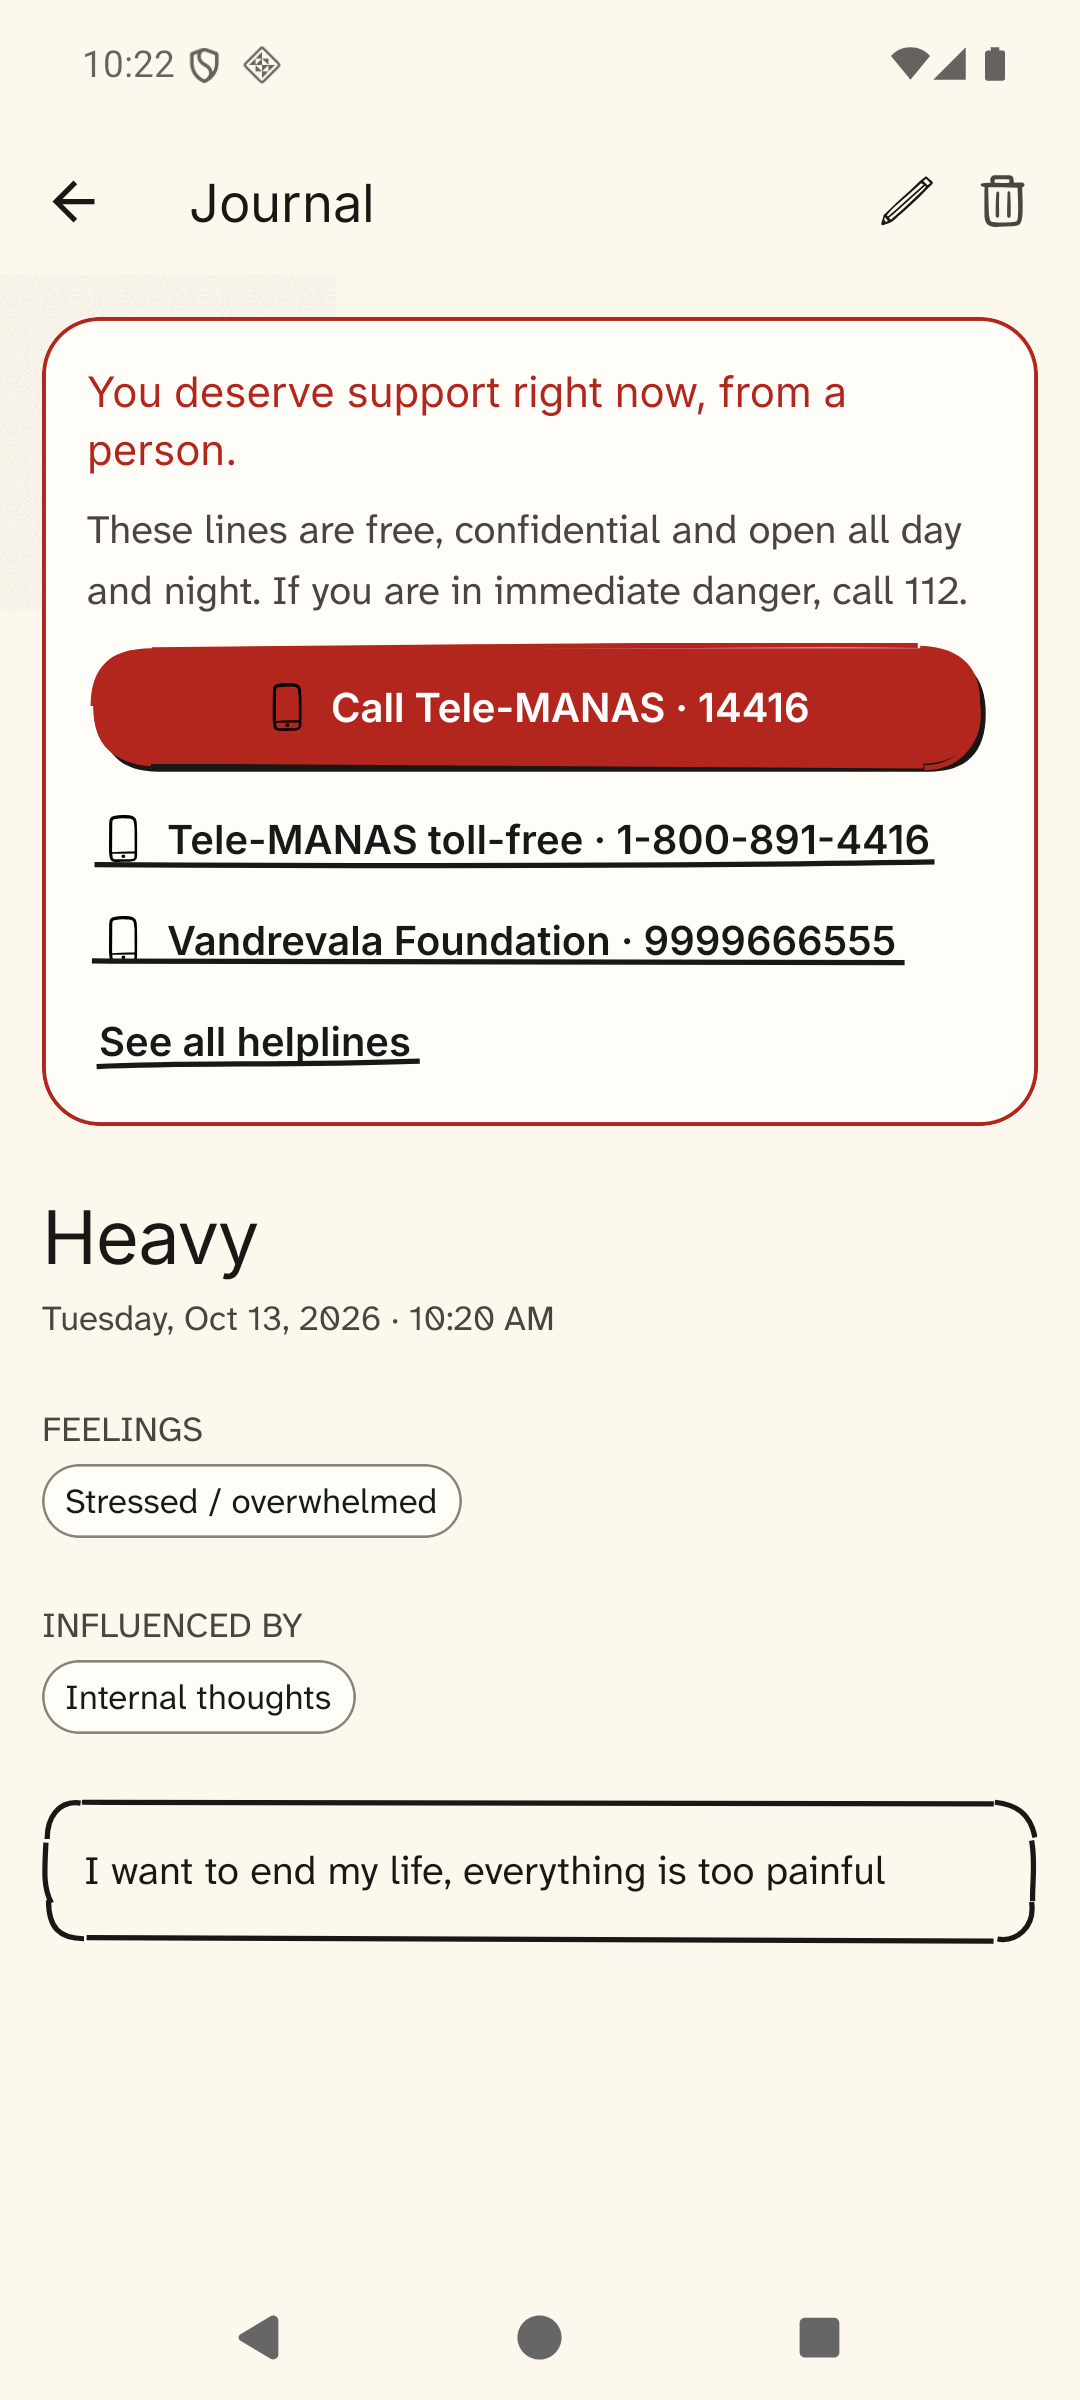 10:22
Journal
You deserve support right now, from a
person.
These lines are free, confidential and open all day
and night. If you are in immediate danger, call 112.
Call Tele-MANAS · 14416
Tele-MANAS toll-free · 1-800-891-4416
Vandrevala Foundation · 9999666555
See all helplines
Heavy
Tuesday, Oct 13, 2026 · 10:20 AM
FEELINGS
Stressed / overwhelmed
INFLUENCED BY
Internal thoughts
I want to end my life, everything is too painful